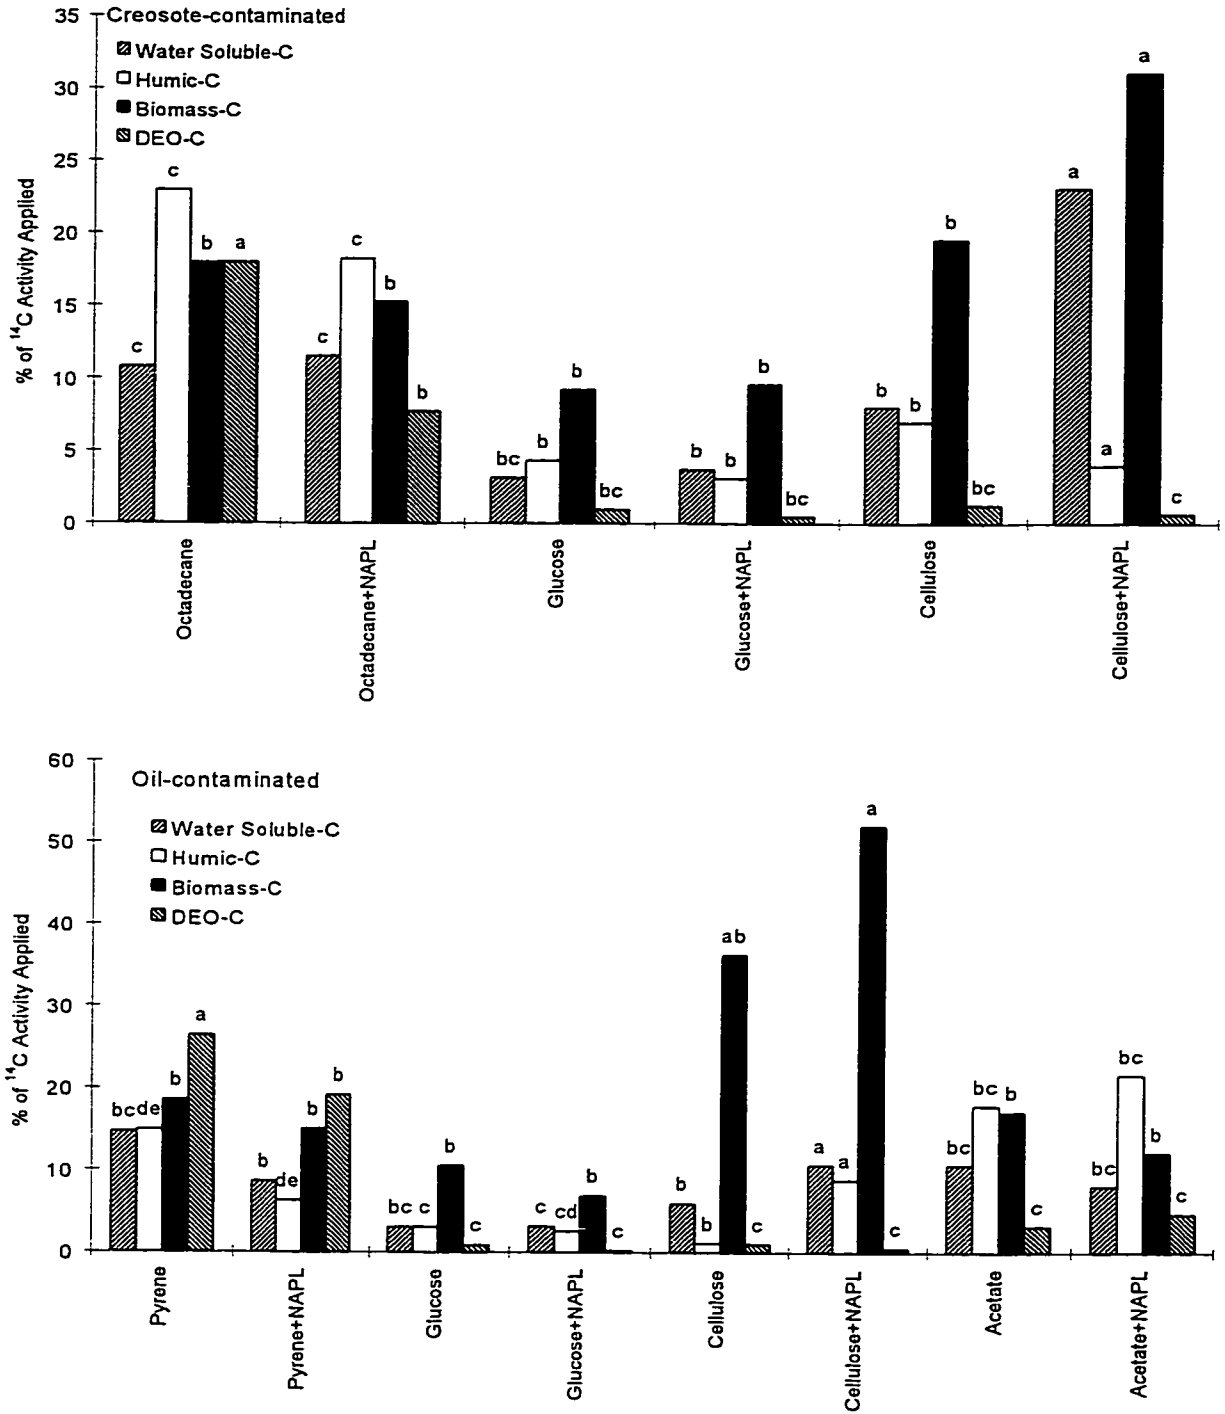 Creosote-contaminated
Water Soluble-C
Humic-C
Biomass-C
DEO-C
% of ¹⁴C Activity Applied
35
30
25
20
15
10
5
0
c c b a
c c b b
bc b b bc
b b b bc
b b b bc
a a a c
Octadecane
Octadecane+NAPL
Glucose
Glucose+NAPL
Cellulose
Cellulose+NAPL
Oil-contaminated
Water Soluble-C
Humic-C
Biomass-C
DEO-C
% of ¹⁴C Activity Applied
60
50
40
30
20
10
0
bc de b a
b de b b
bc c b c
c cd b c
b b ab c
a a a c
bc bc b c
bc bc b c
Pyrene
Pyrene+NAPL
Glucose
Glucose+NAPL
Cellulose
Cellulose+NAPL
Acetate
Acetate+NAPL